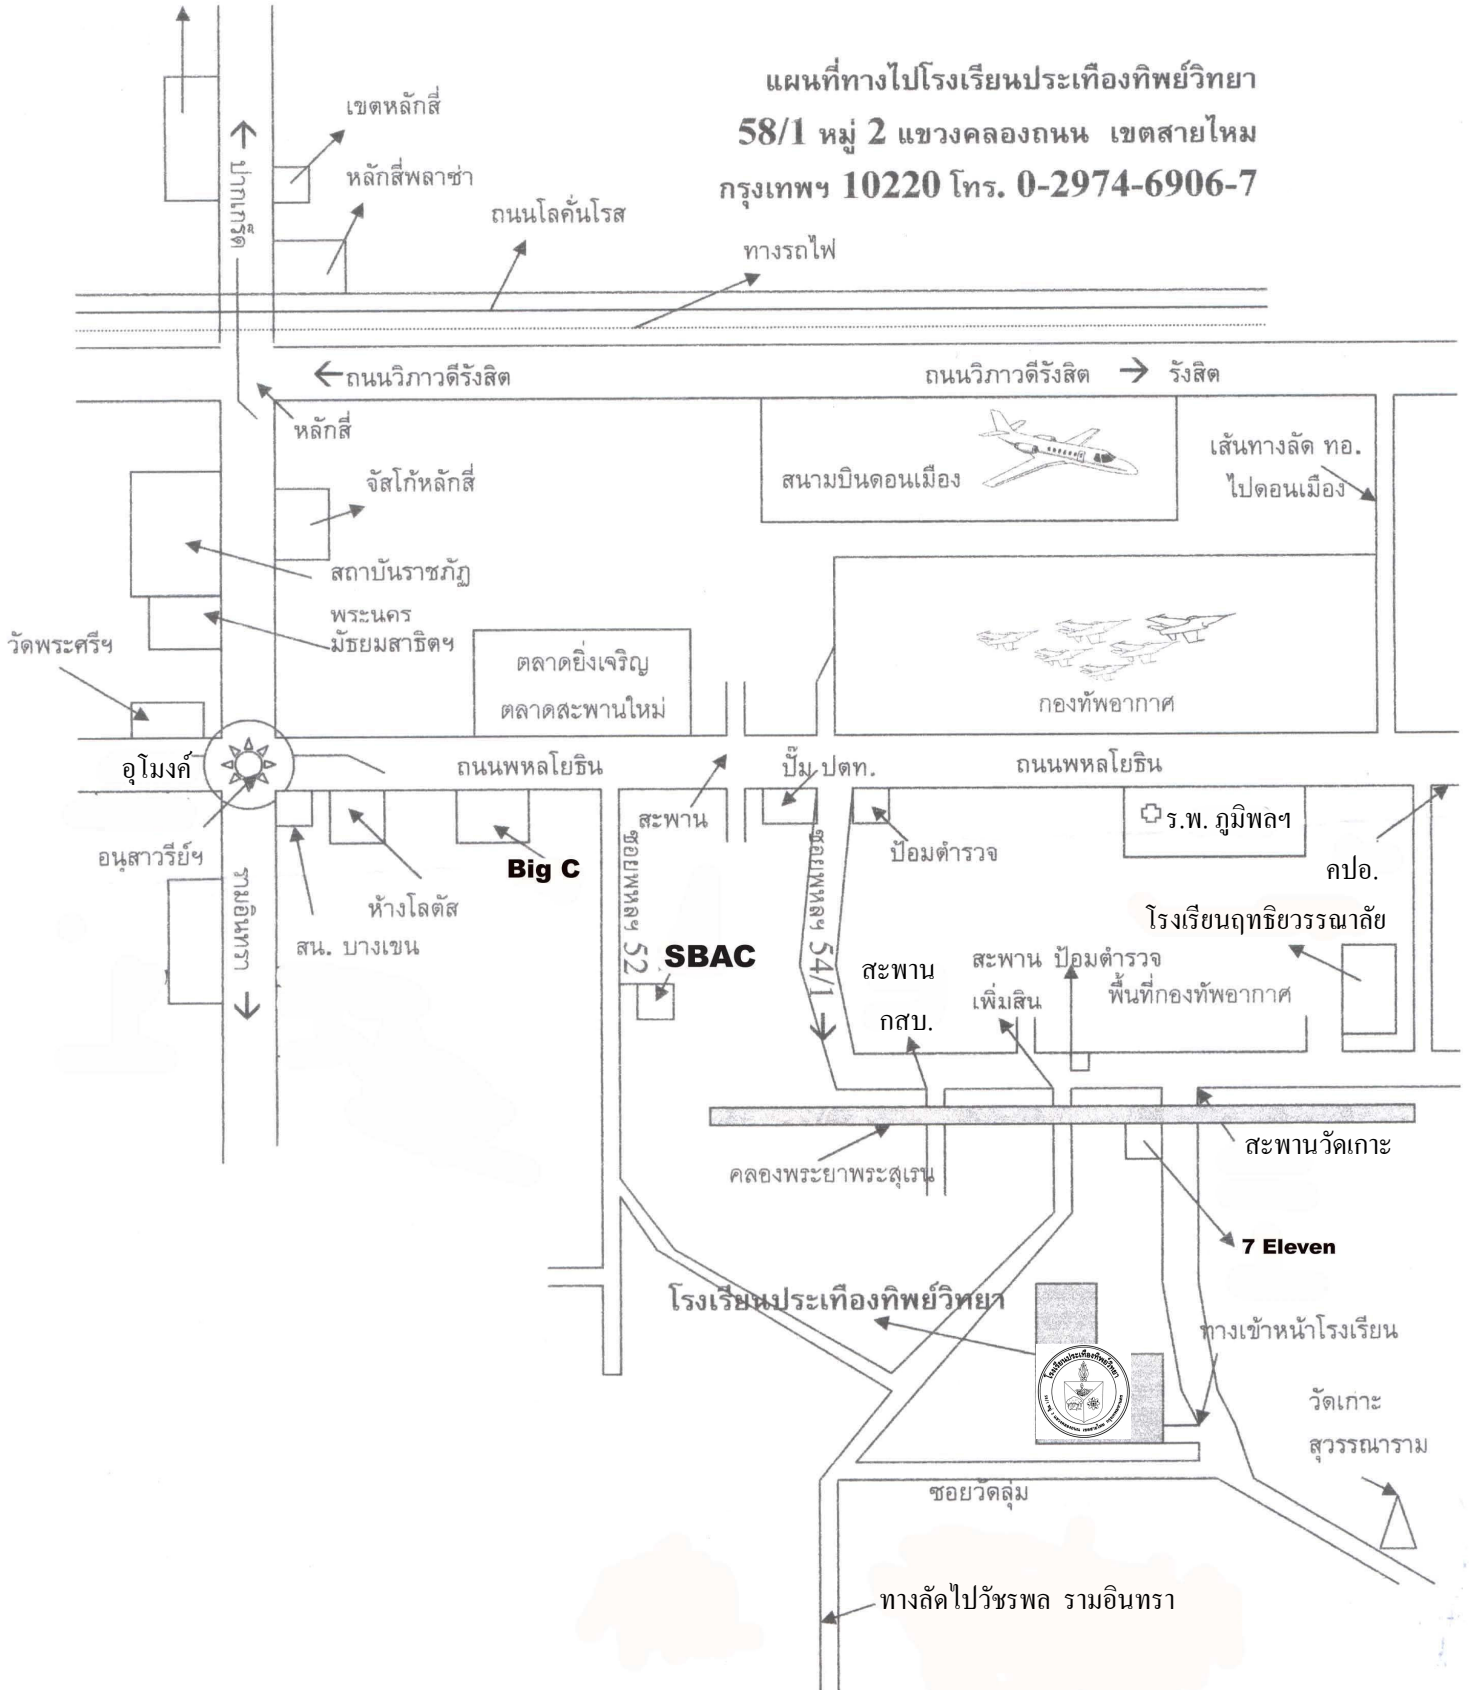 แผนที่ทางไปโรงเรียนประเทืองทิพย์วิทยา
58/1 หมู่ 2 แขวงคลองถนน เขตสายไหม
กรุงเทพฯ 10220 โทร. 0-2974-6906-7
เขตหลักสี่
ปากเกร็ด
หลักสี่พลาซ่า
ถนนโลคั่นโรส
ทางรถไฟ
ถนนวิภาวดีรังสิต
ถนนวิภาวดีรังสิต
รังสิต
หลักสี่
จัสโก้หลักสี่
สนามบินดอนเมือง
เส้นทางลัด ทอ.
ไปดอนเมือง
สถาบันราชภัฏ
พระนคร
มัธยมสาธิตฯ
วัดพระศรีฯ
ตลาดยิ่งเจริญ
ตลาดสะพานใหม่
กองทัพอากาศ
อุโมงค์
ถนนพหลโยธิน
ปั๊ม ปตท.
ถนนพหลโยธิน
สะพาน
ร.พ. ภูมิพลฯ
อนุสาวรีย์ฯ
Big C
ป้อมตำรวจ
คปอ.
รามอินทรา
ห้างโลตัส
สน. บางเขน
ซอยพหลฯ 52
SBAC
ซอยพหลฯ 54/1
โรงเรียนฤทธิยวรรณาลัย
สะพาน
กสบ.
สะพาน
เพิ่มสิน
ป้อมตำรวจ
พื้นที่กองทัพอากาศ
คลองพระยาพระสุเรน
สะพานวัดเกาะ
7 Eleven
โรงเรียนประเทืองทิพย์วิทยา
ทางเข้าหน้าโรงเรียน
โรงเรียนประเทืองทิพย์วิทยา
วัดเกาะ
สุวรรณาราม
ซอยวัดลุ่ม
ทางลัดไปวัชรพล รามอินทรา